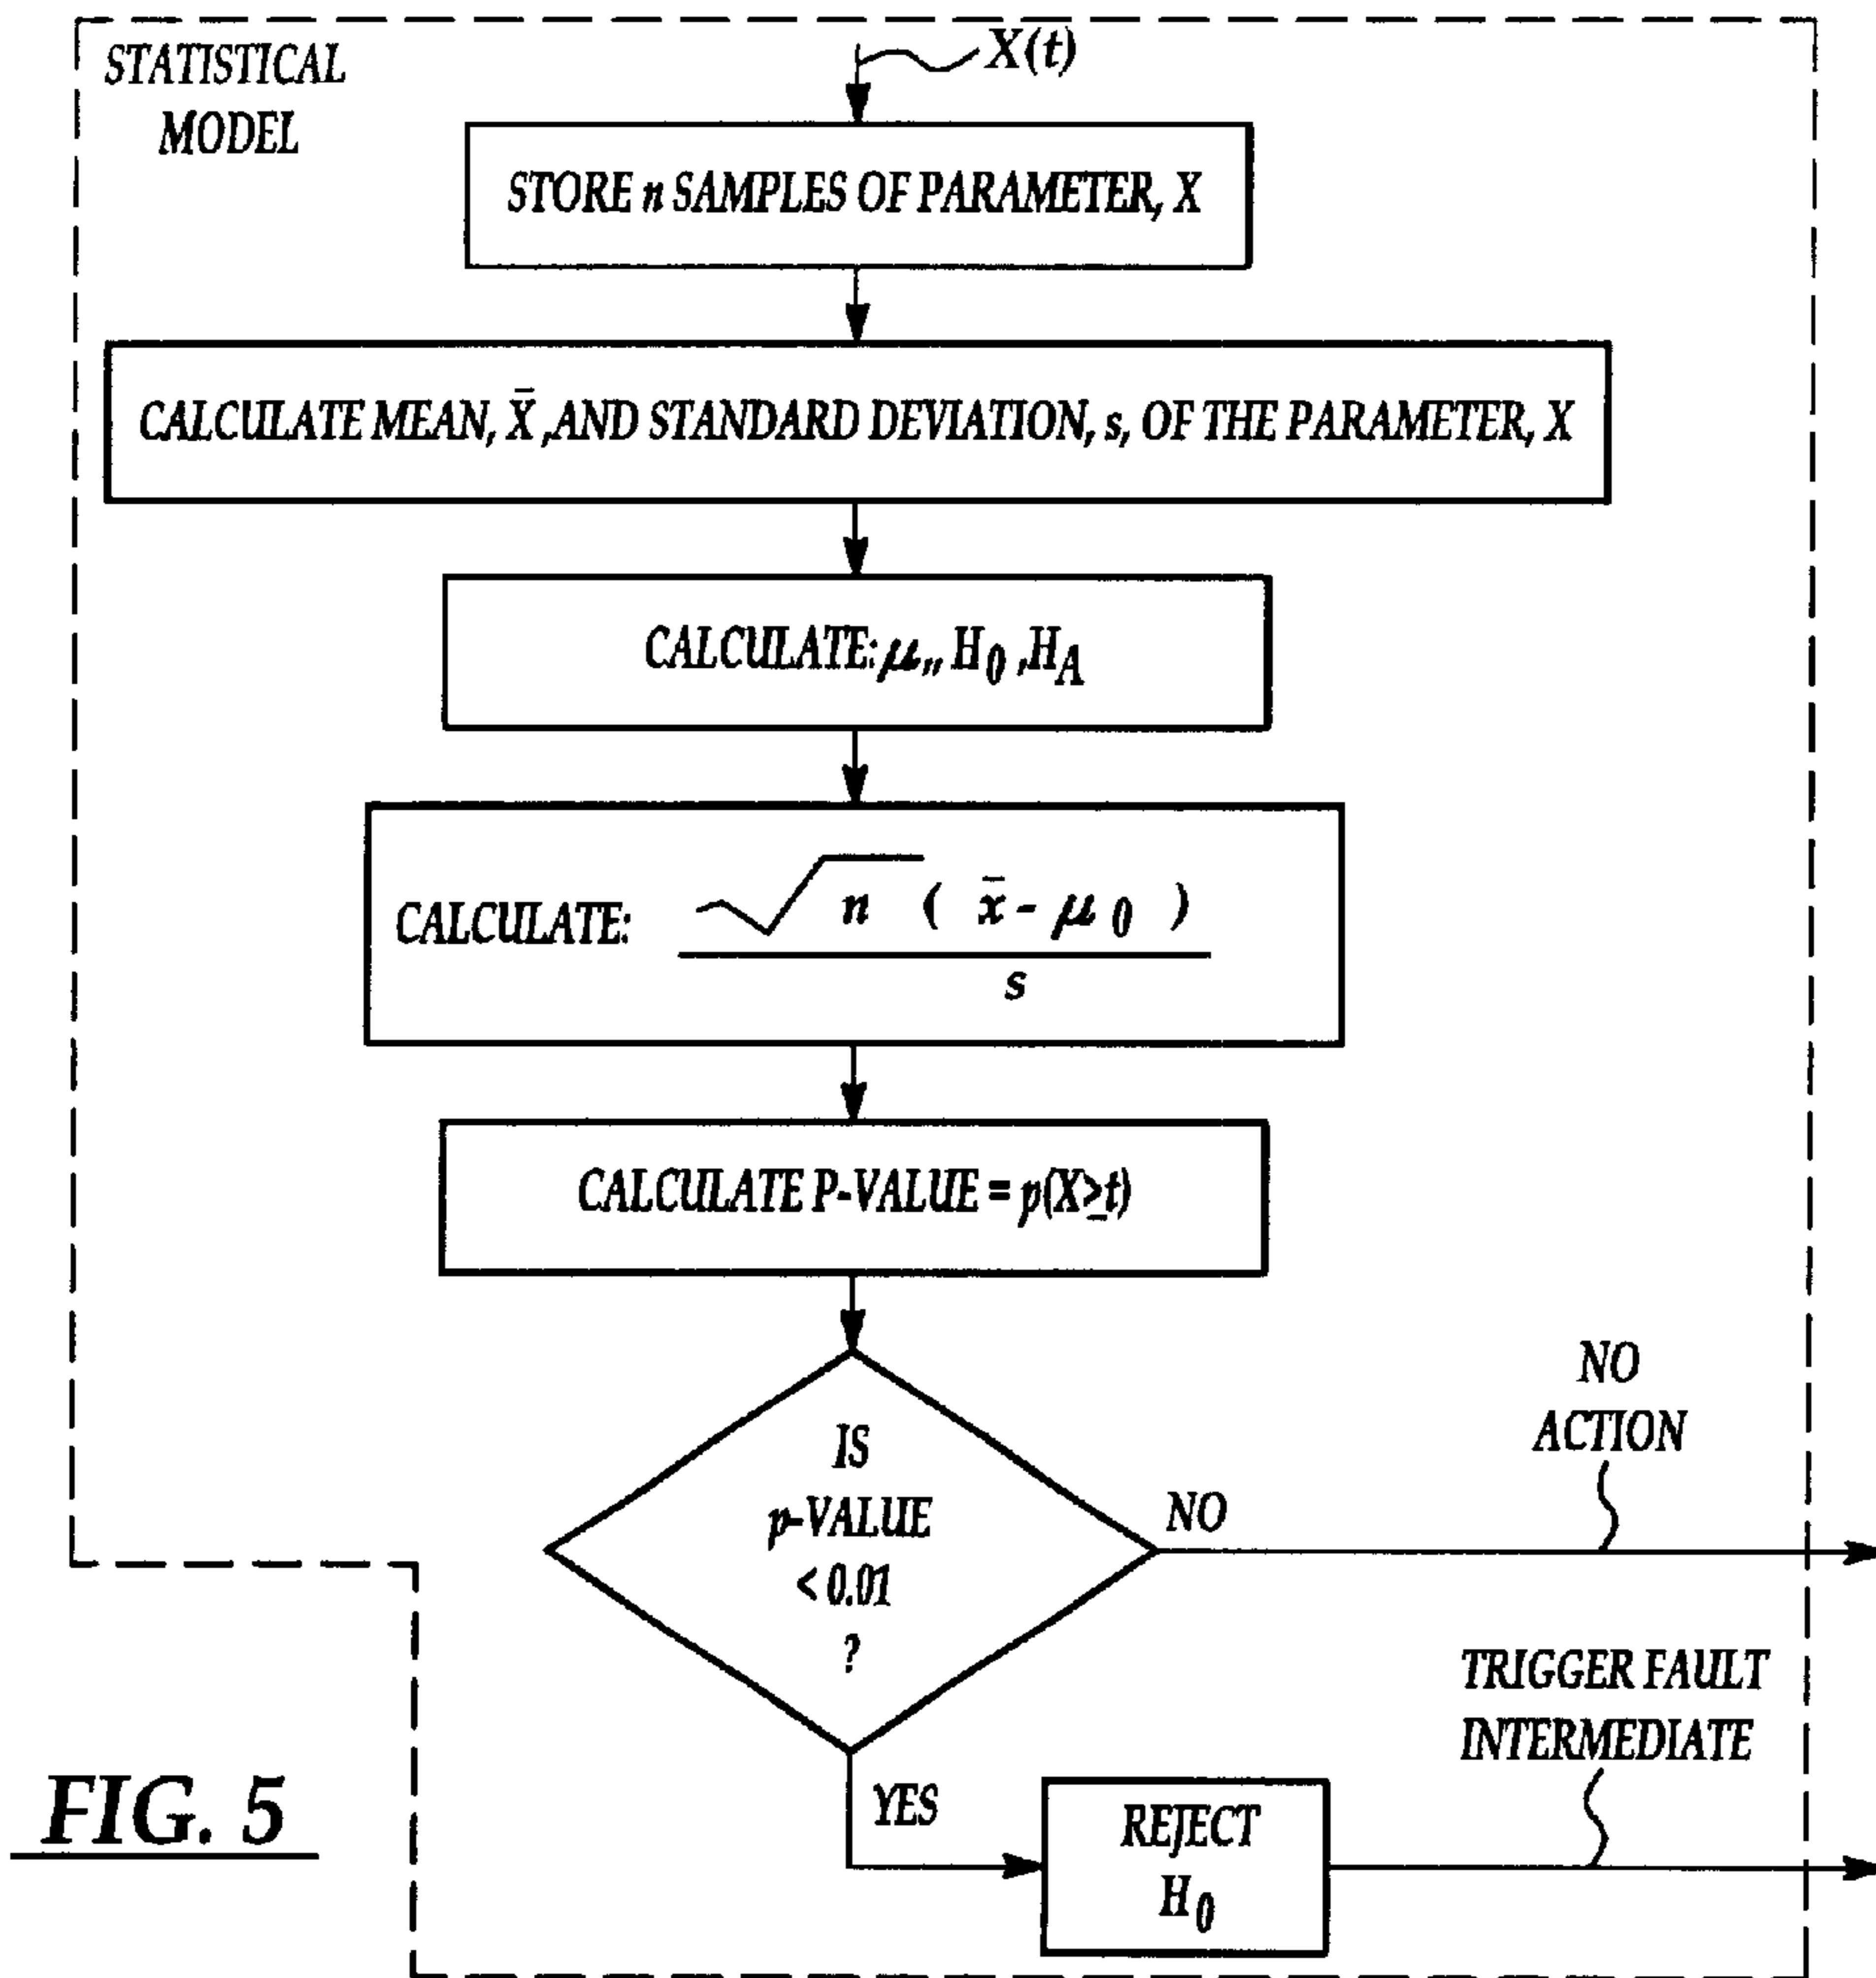 STATISTICAL
MODEL
X(t)
STORE n SAMPLES OF PARAMETER, X
CALCULATE MEAN, X̄ ,AND STANDARD DEVIATION, s, OF THE PARAMETER, X
CALCULATE: μ,, H₀ ,H_A
CALCULATE: √n ( x̄ - μ₀ )
s
CALCULATE P-VALUE = p(X≥t)
IS
p-VALUE
< 0.01
?
NO
NO
ACTION
YES
REJECT
H₀
TRIGGER FAULT
INTERMEDIATE
FIG. 5